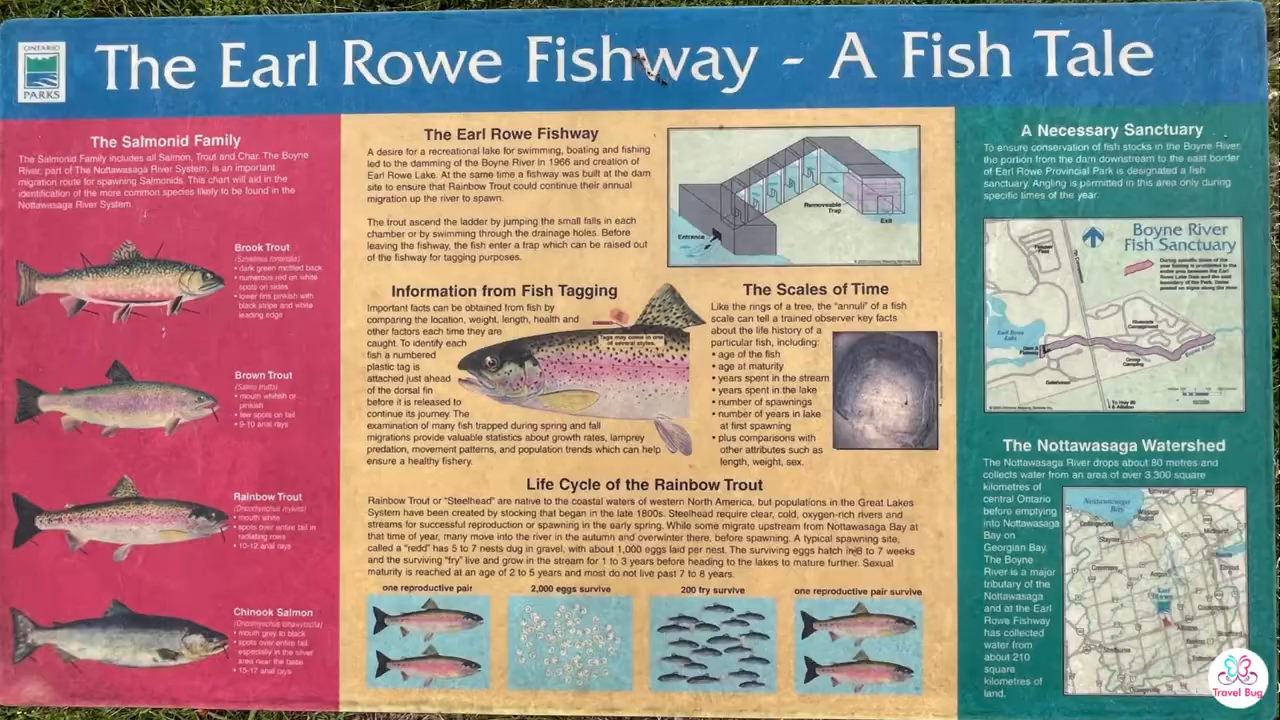 ONTARIO
PARKS
The Earl Rowe Fishway - A Fish Tale
The Salmonid Family
The Salmonid Family includes all Salmon, Trout and Char. The Boyne
River, part of The Nottawasaga River System, is an important
migration route for spawning Salmonids. This chart will aid in the
identification of the more common species likely to be found in the
Nottawasaga River System.
Brook Trout
(Salvelinus fontinalis)
• dark green mottled back
• numerous red on white
spots on sides
• lower fins pinkish with
black stripe and white
leading edge
Brown Trout
(Salmo trutta)
• mouth whitish or
pinkish
• few spots on tail
• 9-10 anal rays
Rainbow Trout
(Oncorhynchus mykiss)
• mouth white
• spots over entire tail in
radiating rows
• 10-12 anal rays
Chinook Salmon
(Oncorhynchus tshawytscha)
• mouth grey to black
• spots over entire tail
especially in the silver
area near the base
• 15-17 anal rays
The Earl Rowe Fishway
A desire for a recreational lake for swimming, boating and fishing
led to the damming of the Boyne River in 1966 and creation of
Earl Rowe Lake. At the same time a fishway was built at the dam
site to ensure that Rainbow Trout could continue their annual
migration up the river to spawn.
The trout ascend the ladder by jumping the small falls in each
chamber or by swimming through the drainage holes. Before
leaving the fishway, the fish enter a trap which can be raised out
of the fishway for tagging purposes.
Entrance
Removeable
Trap
Exit
Information from Fish Tagging
Important facts can be obtained from fish by
comparing the location, weight, length, health and
other factors each time they are
caught. To identify each
fish a numbered
plastic tag is
attached just ahead
of the dorsal fin
before it is released to
continue its journey. The
examination of many fish trapped during spring and fall
migrations provide valuable statistics about growth rates, lamprey
predation, movement patterns, and population trends which can help
ensure a healthy fishery.
Tags may come in one
of several styles.
The Scales of Time
Like the rings of a tree, the "annuli" of a fish
scale can tell a trained observer key facts
about the life history of a
particular fish, including:
• age of the fish
• age at maturity
• years spent in the stream
• years spent in the lake
• number of spawnings
• number of years in lake
at first spawning
• plus comparisons with
other attributes such as
length, weight, sex.
Life Cycle of the Rainbow Trout
Rainbow Trout or "Steelhead" are native to the coastal waters of western North America, but populations in the Great Lakes
System have been created by stocking that began in the late 1800s. Steelhead require clear, cold, oxygen-rich rivers and
streams for successful reproduction or spawning in the early spring. While some migrate upstream from Nottawasaga Bay at
that time of year, many move into the river in the autumn and overwinter there, before spawning. A typical spawning site,
called a "redd" has 5 to 7 nests dug in gravel, with about 1,000 eggs laid per nest. The surviving eggs hatch in 6 to 7 weeks
and the surviving "fry" live and grow in the stream for 1 to 3 years before heading to the lakes to mature further. Sexual
maturity is reached at an age of 2 to 5 years and most do not live past 7 to 8 years.
one reproductive pair
2,000 eggs survive
200 fry survive
one reproductive pair survive
A Necessary Sanctuary
To ensure conservation of fish stocks in the Boyne River,
the portion from the dam downstream to the east border
of Earl Rowe Provincial Park is designated a fish
sanctuary. Angling is permitted in this area only during
specific times of the year.
Boyne River
Fish Sanctuary
Earl Rowe
Lake
Dam &
Fishway
Riverside
Campground
Group
Camping
Gatehouse
To Hwy 89
& Alliston
The Nottawasaga Watershed
The Nottawasaga River drops about 80 metres and
collects water from an area of over 3,300 square
kilometres of
central Ontario
before emptying
into Nottawasaga
Bay on
Georgian Bay.
The Boyne
River is a major
tributary of the
Nottawasaga
and at the Earl
Rowe Fishway
has collected
water from
about 210
square
kilometres of
land.
Nottawasaga
Bay
Collingwood
Stayner
Creemore
Angus
Earl
Rowe
Travel Bug